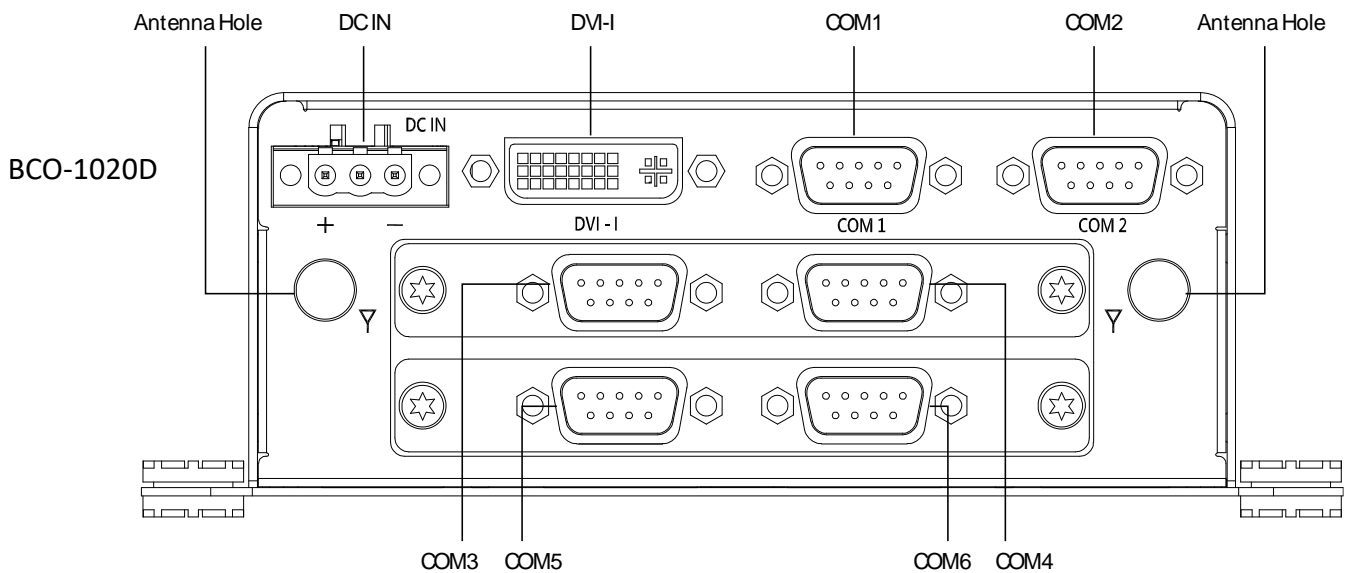 Antenna Hole DC IN DVI-I COM1 COM2 Antenna Hole
DC IN
BCO-1020D
+ − DVI - I COM 1 COM 2
COM3 COM5 COM6 COM4